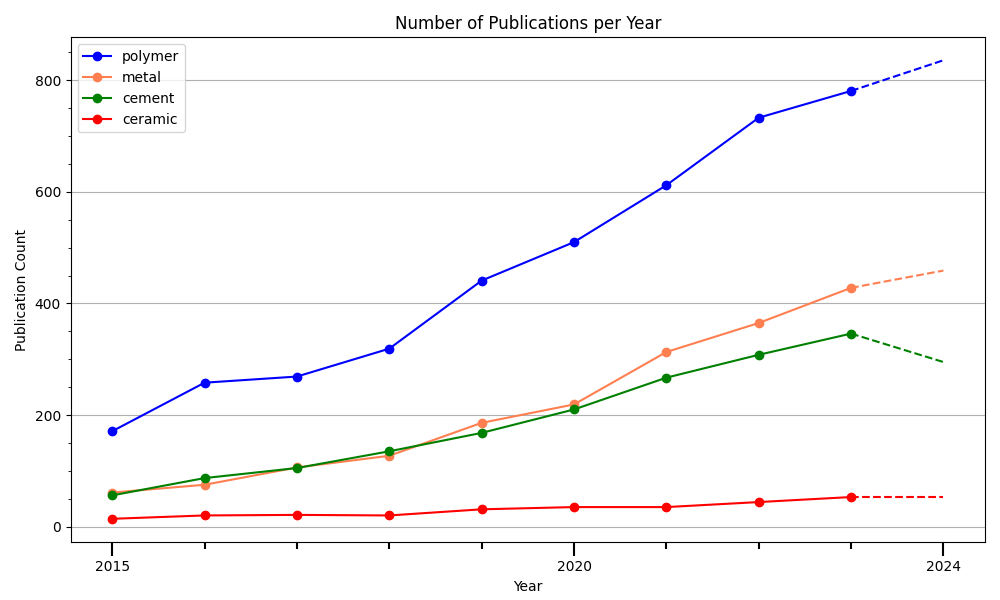 Number of Publications per Year
polymer
metal
cement
ceramic
800
600
400
200
0
Publication Count
2015
2020
2024
Year